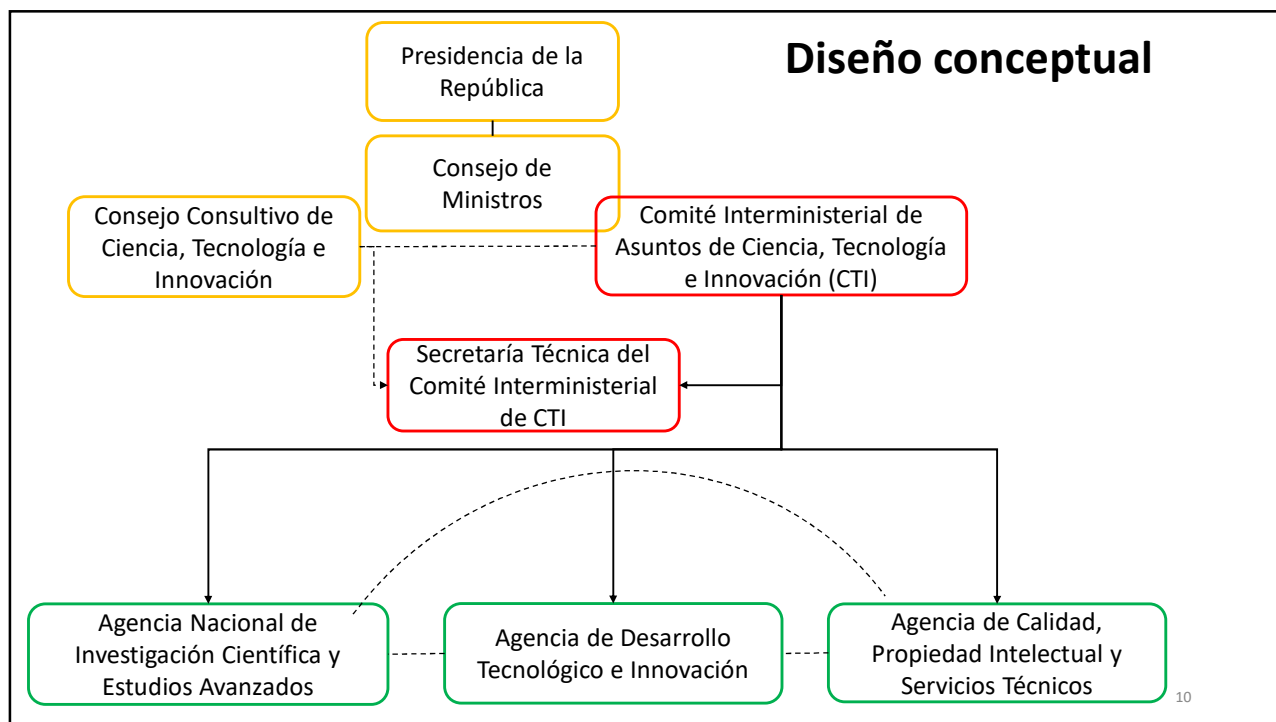 Diseño conceptual
Presidencia de la
República
Consejo de
Ministros
Consejo Consultivo de
Ciencia, Tecnología e
Innovación
Comité Interministerial de
Asuntos de Ciencia, Tecnología
e Innovación (CTI)
Secretaría Técnica del
Comité Interministerial
de CTI
Agencia Nacional de
Investigación Científica y
Estudios Avanzados
Agencia de Desarrollo
Tecnológico e Innovación
Agencia de Calidad,
Propiedad Intelectual y
Servicios Técnicos
10